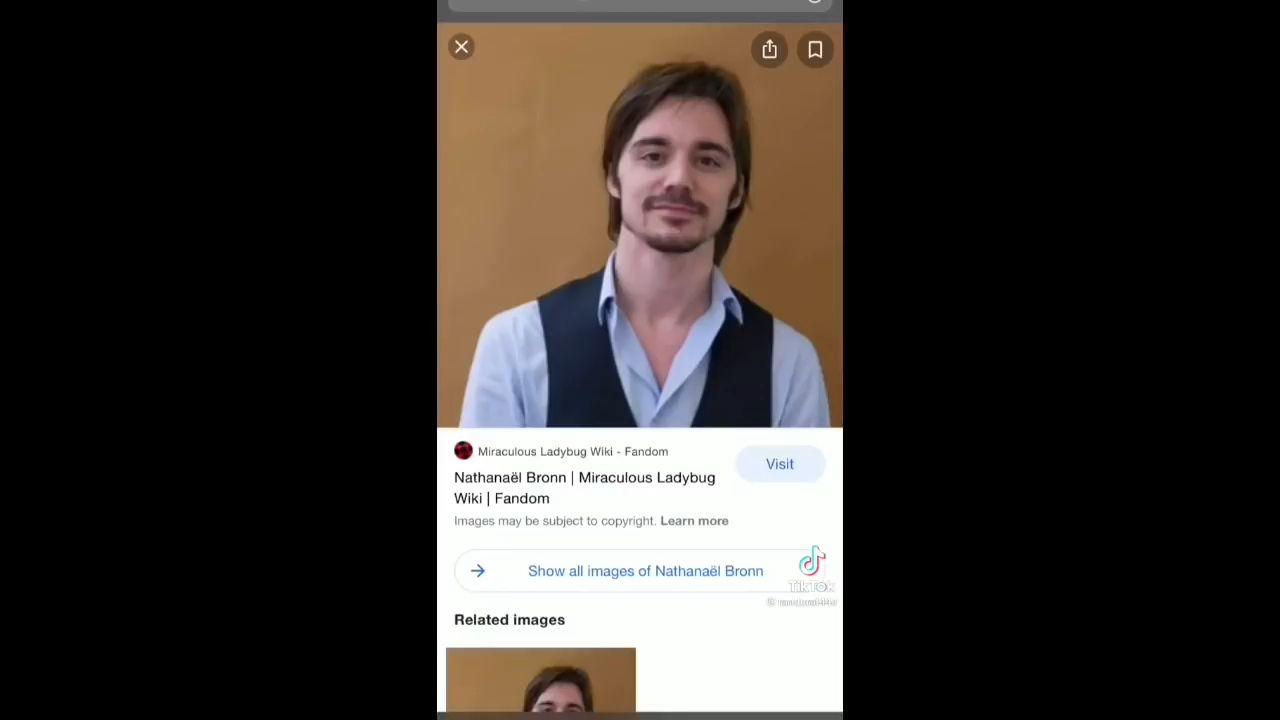 Miraculous Ladybug Wiki - Fandom
Visit
Nathanaël Bronn | Miraculous Ladybug
Wiki | Fandom
Images may be subject to copyright. Learn more
Show all images of Nathanaël Bronn
TikTok
Related images